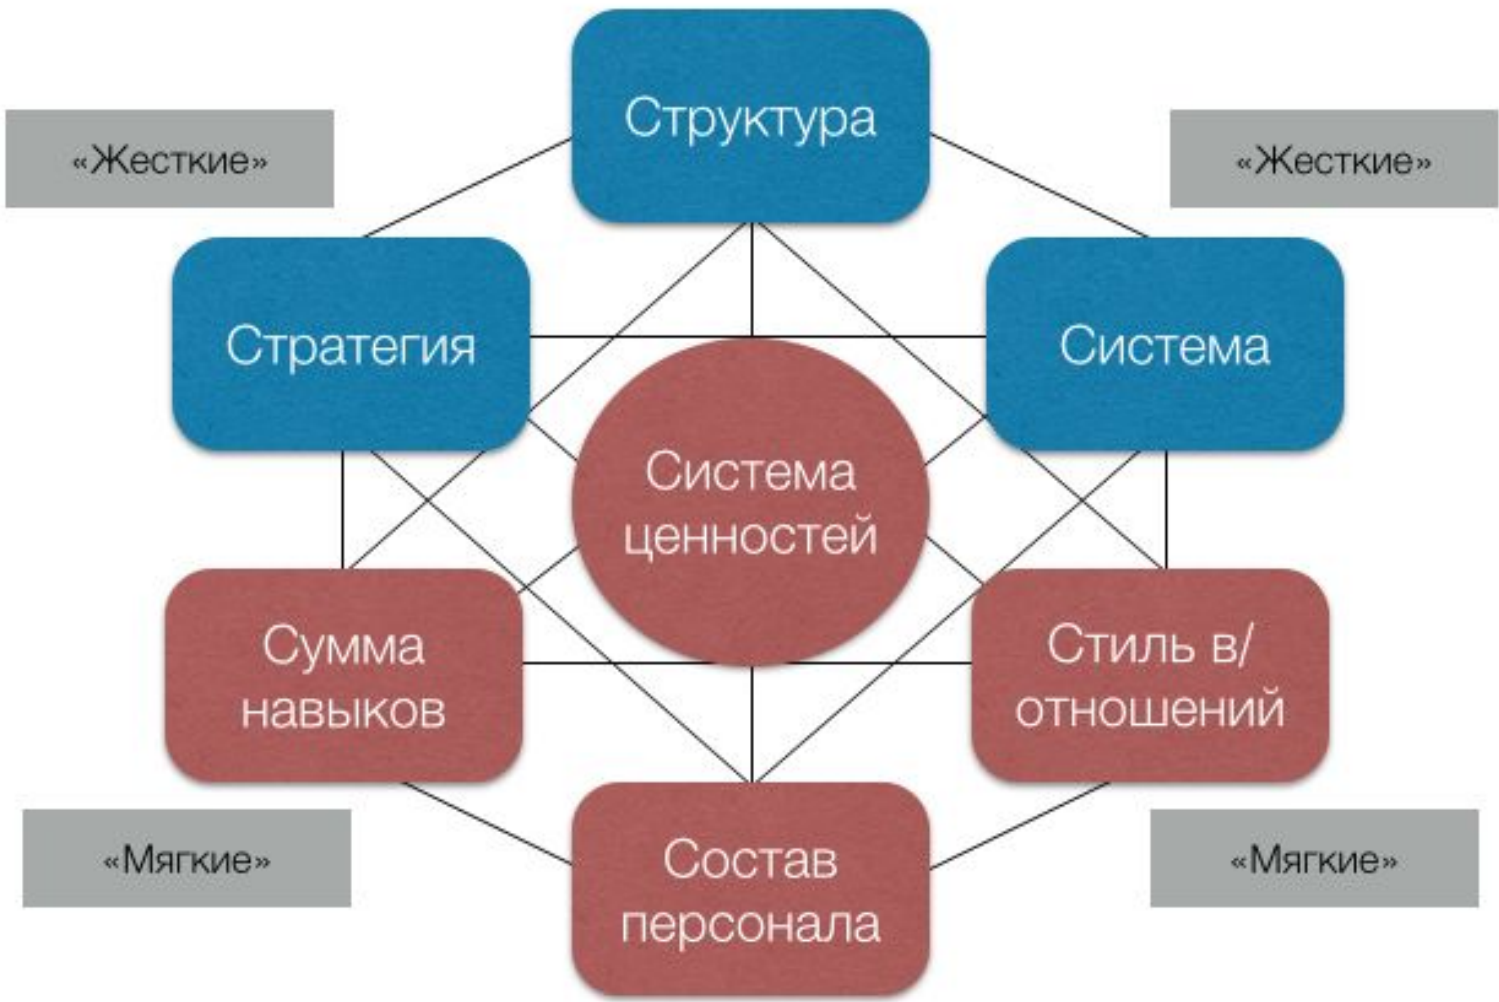 Структура
«Жесткие»
«Жесткие»
Стратегия
Система
Система
ценностей
Сумма
навыков
Стиль в/
отношений
«Мягкие»
Состав
персонала
«Мягкие»